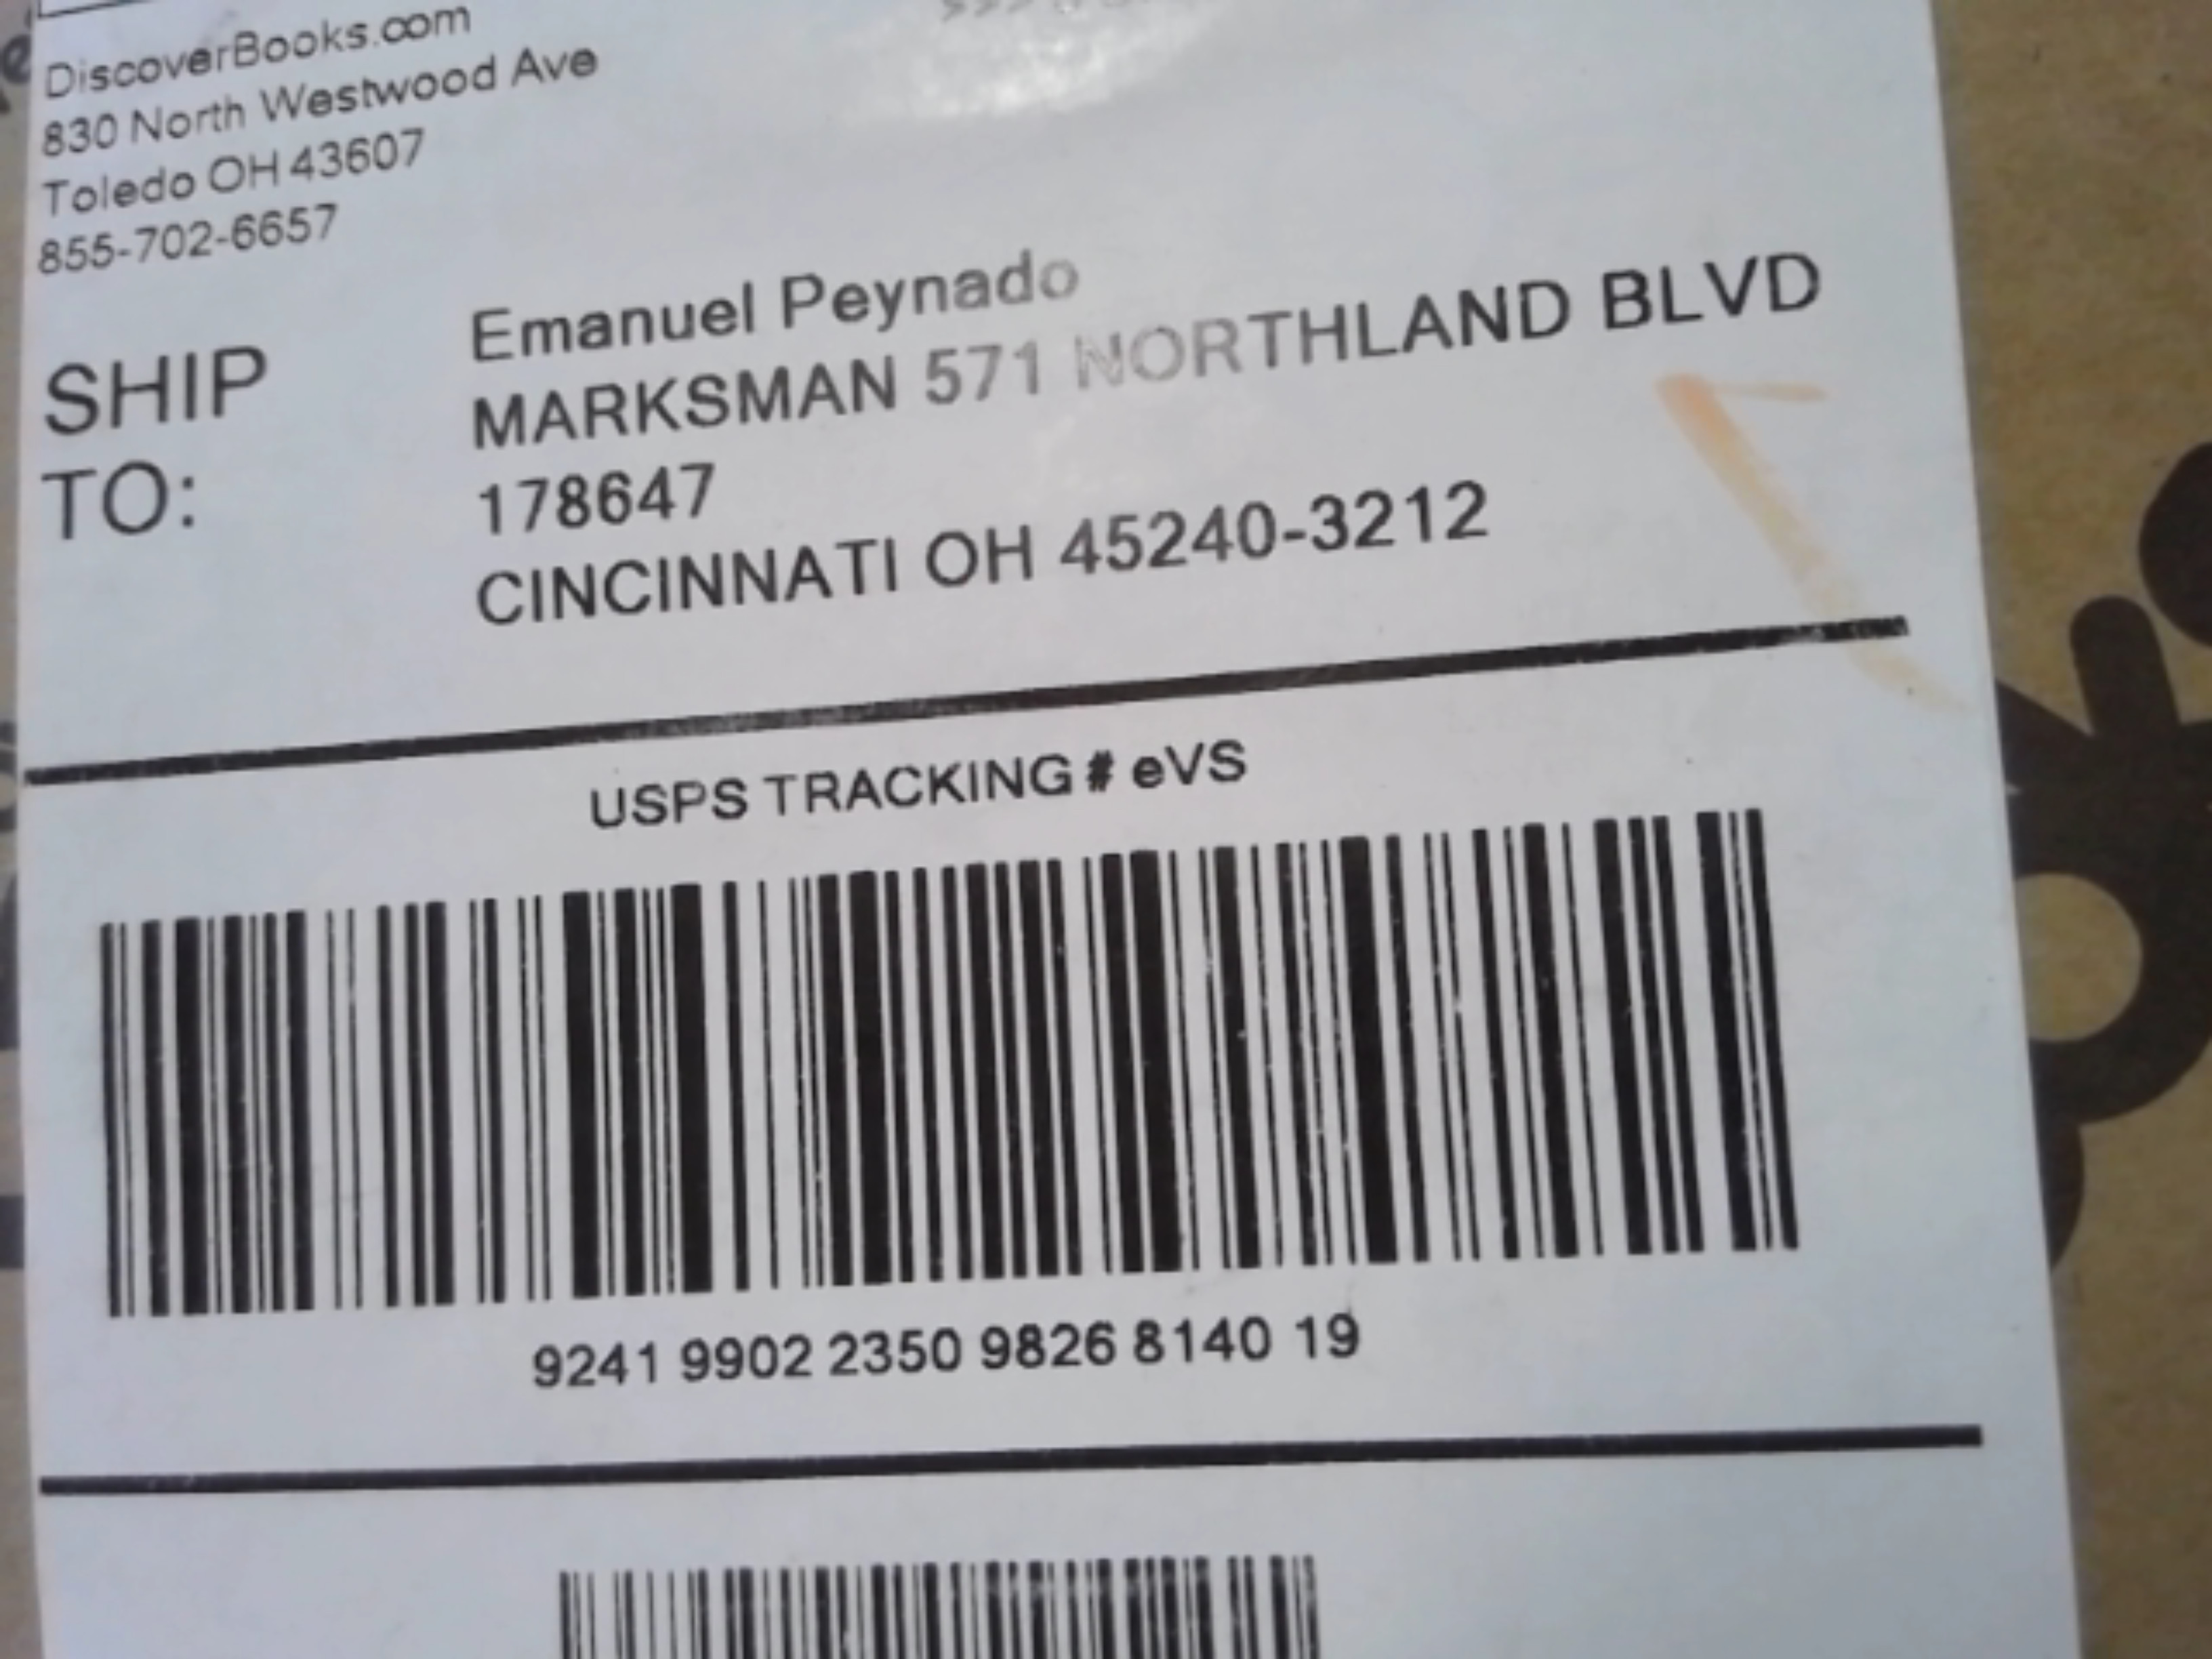 DiscoverBooks.com
830 North Westwood Ave
Toledo OH 43607
855-702-6657
SHIP TO:
Emanuel Peynado
MARKSMAN 571 NORTHLAND BLVD
178647
CINCINNATI OH 45240-3212
USPS TRACKING # eVS
9241 9902 2350 9826 8140 19